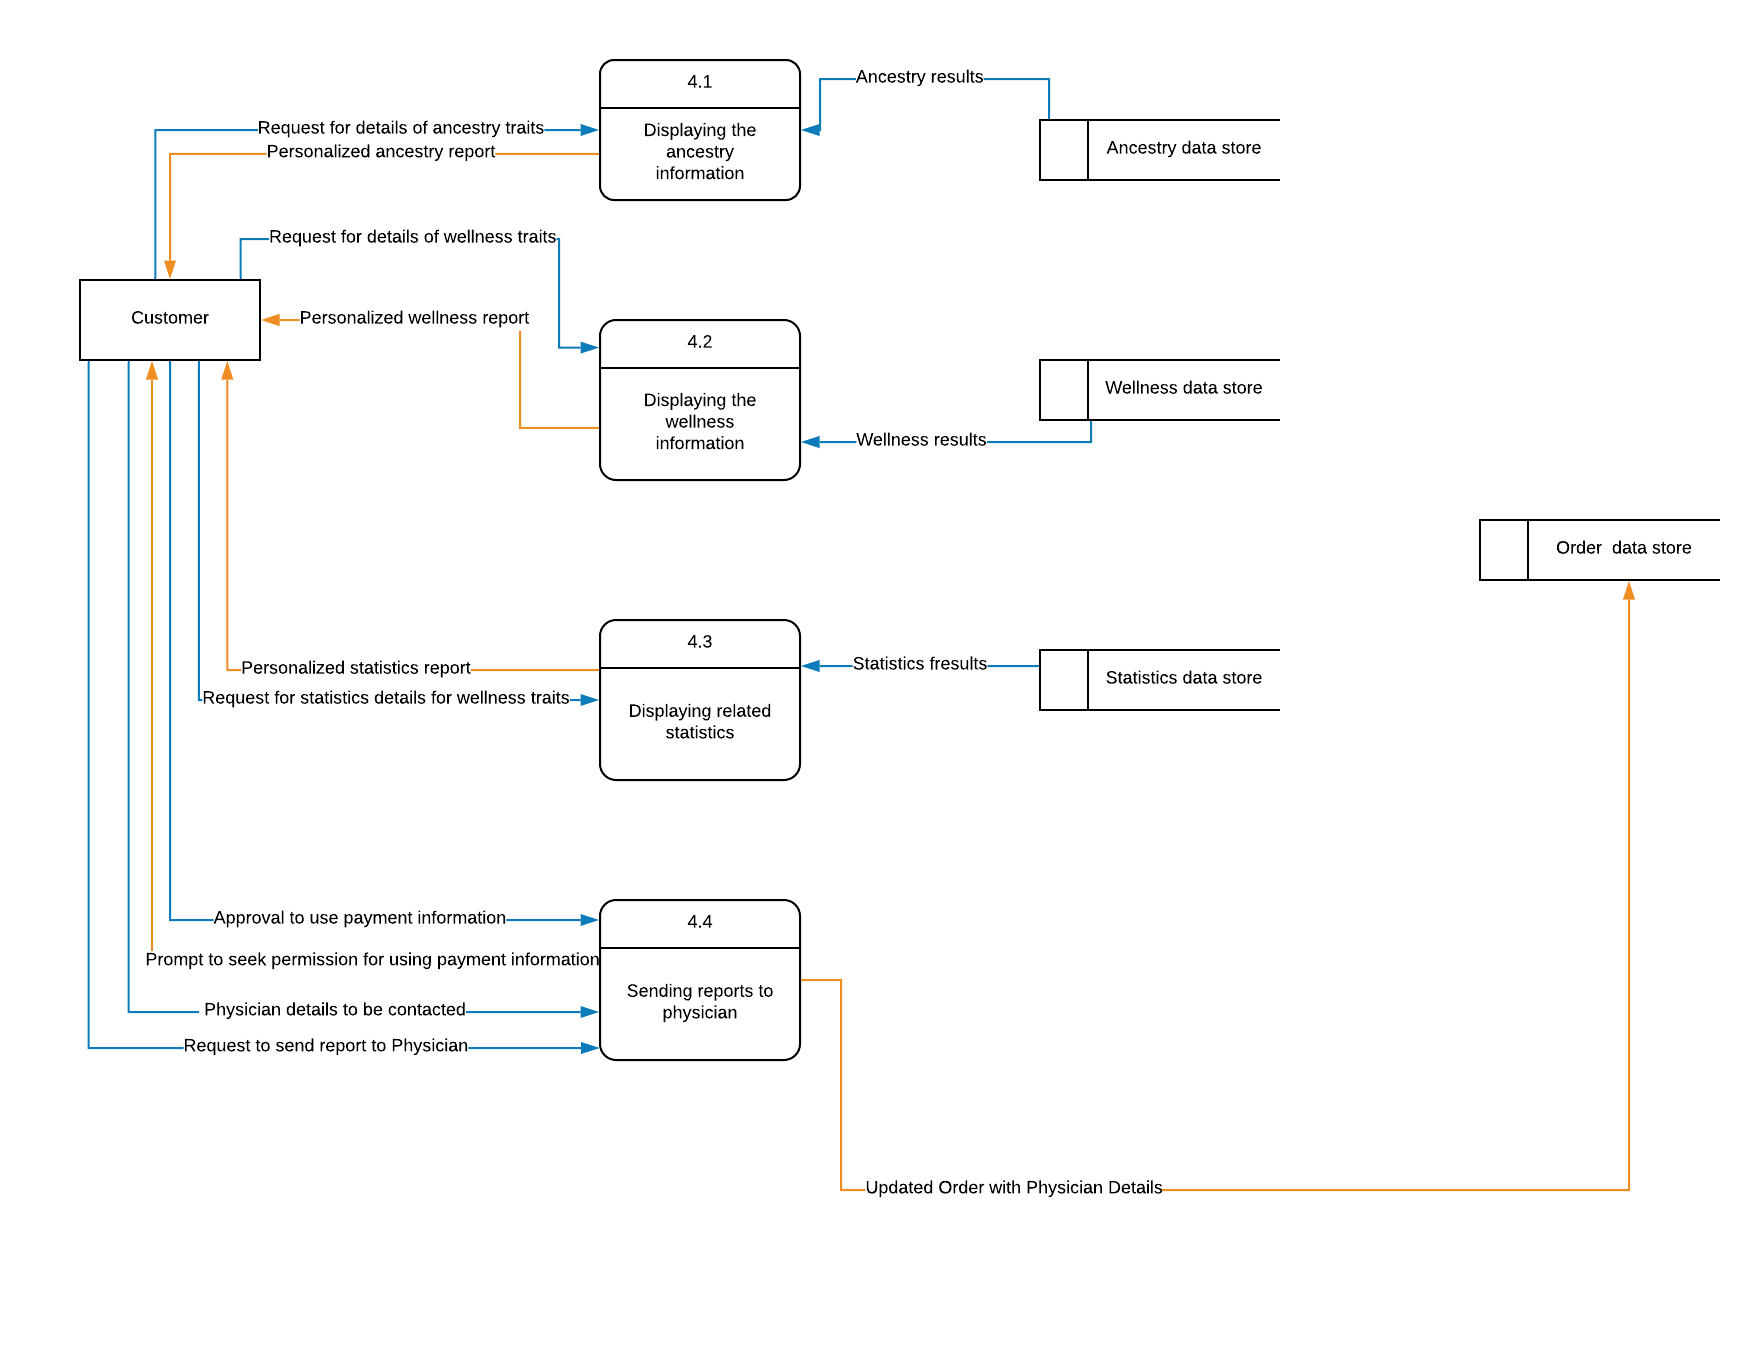 4.1
Ancestry results
Request for details of ancestry traits
Displaying the
ancestry
information
Ancestry data store
Personalized ancestry report
Request for details of wellness traits
Customer
Personalized wellness report
4.2
Displaying the
wellness
information
Wellness data store
Wellness results
Order  data store
4.3
Personalized statistics report
Statistics fresults
Statistics data store
Request for statistics details for wellness traits
Displaying related
statistics
Approval to use payment information
4.4
Prompt to seek permission for using payment information
Sending reports to
physician
Physician details to be contacted
Request to send report to Physician
Updated Order with Physician Details